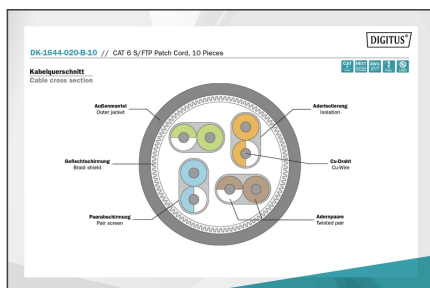 DIGITUS®
DK-1644-020-B-10 // CAT 6 S/FTP Patch Cord, 10 Pieces
Kabelquerschnitt
Cable cross section
Außenmantel
Outer jacket
Aderisolierung
Isolation
Geflechtschirmung
Braid shield
Cu-Draht
Cu-Wire
Paarabschirmung
Pair screen
Adernpaare
Twisted pair